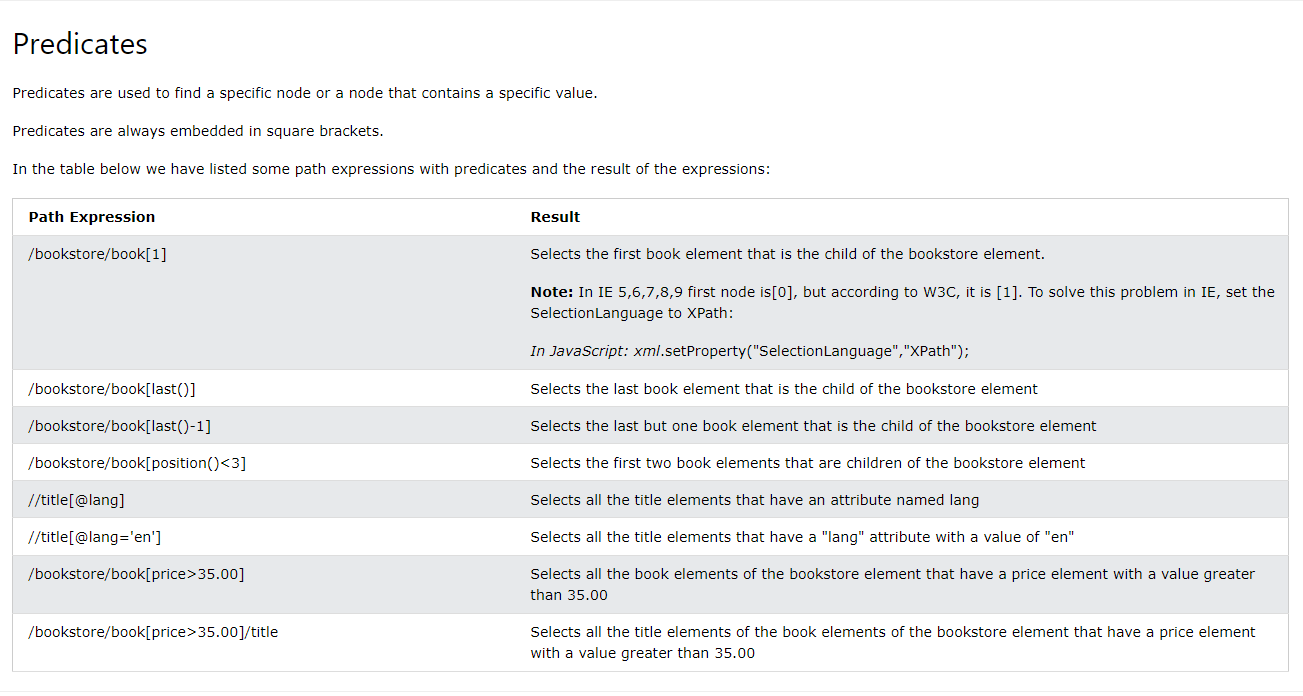 Predicates
Predicates are used to find a specific node or a node that contains a specific value.
Predicates are always embedded in square brackets.
In the table below we have listed some path expressions with predicates and the result of the expressions:
Path Expression Result
/bookstore/book[1] Selects the first book element that is the child of the bookstore element.
Note: In IE 5,6,7,8,9 first node is[0], but according to W3C, it is [1]. To solve this problem in IE, set the
SelectionLanguage to XPath:
In JavaScript: xml.setProperty("SelectionLanguage","XPath");
/bookstore/book[last()] Selects the last book element that is the child of the bookstore element
/bookstore/book[last()-1] Selects the last but one book element that is the child of the bookstore element
/bookstore/book[position()<3] Selects the first two book elements that are children of the bookstore element
//title[@lang] Selects all the title elements that have an attribute named lang
//title[@lang='en'] Selects all the title elements that have a "lang" attribute with a value of "en"
/bookstore/book[price>35.00] Selects all the book elements of the bookstore element that have a price element with a value greater
than 35.00
/bookstore/book[price>35.00]/title Selects all the title elements of the book elements of the bookstore element that have a price element
with a value greater than 35.00